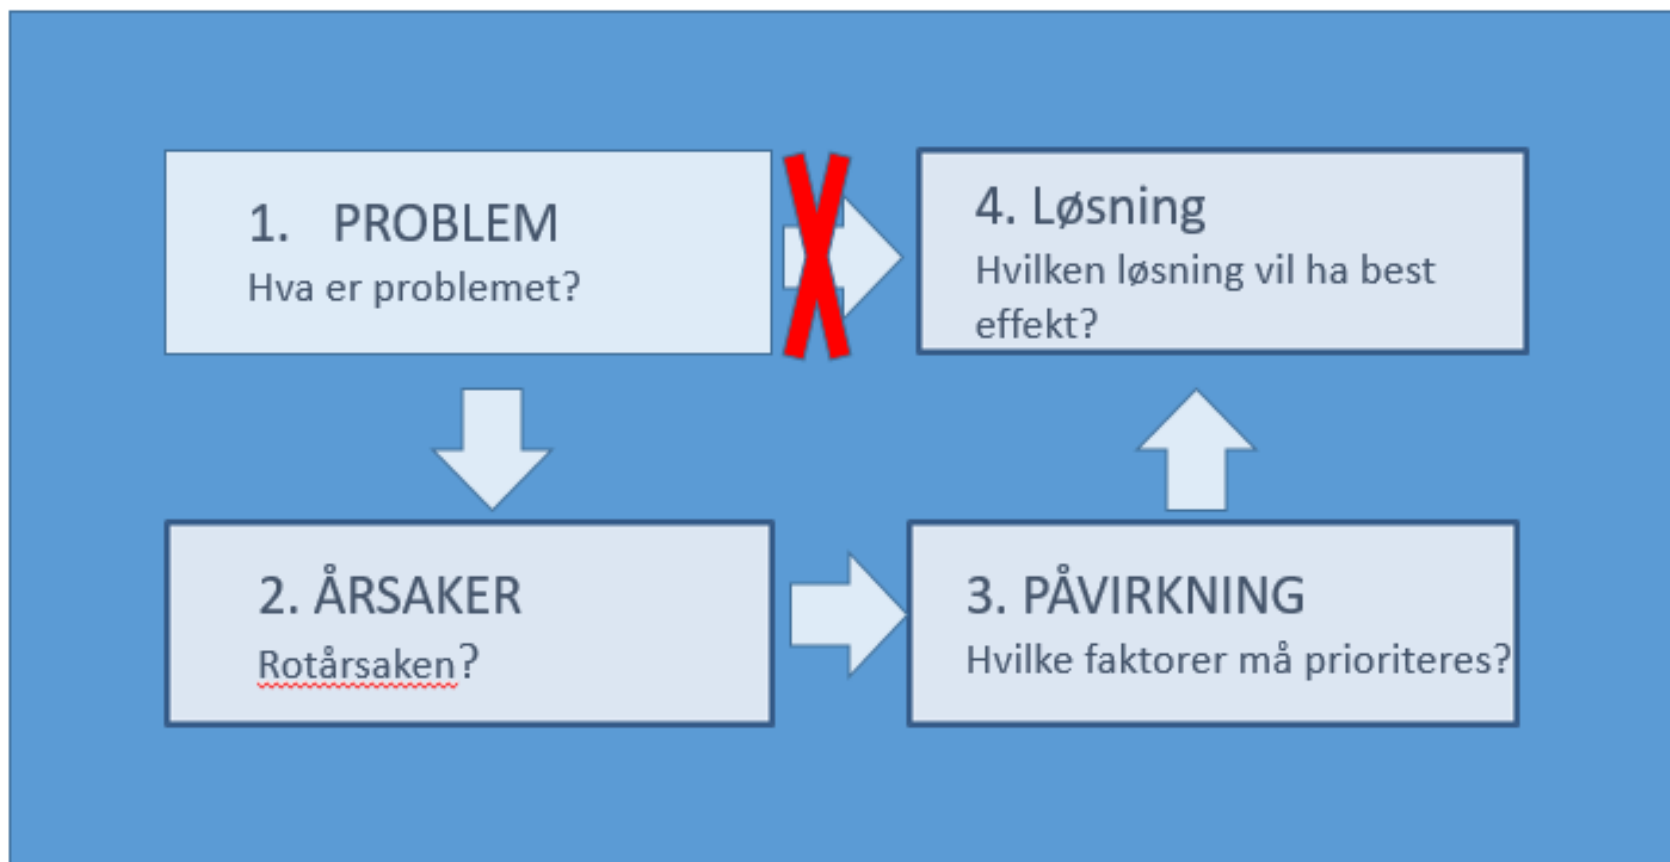 1. PROBLEM
Hva er problemet?
4. Løsning
Hvilken løsning vil ha best
effekt?
2. ÅRSAKER
Rotårsaken?
3. PÅVIRKNING
Hvilke faktorer må prioriteres?